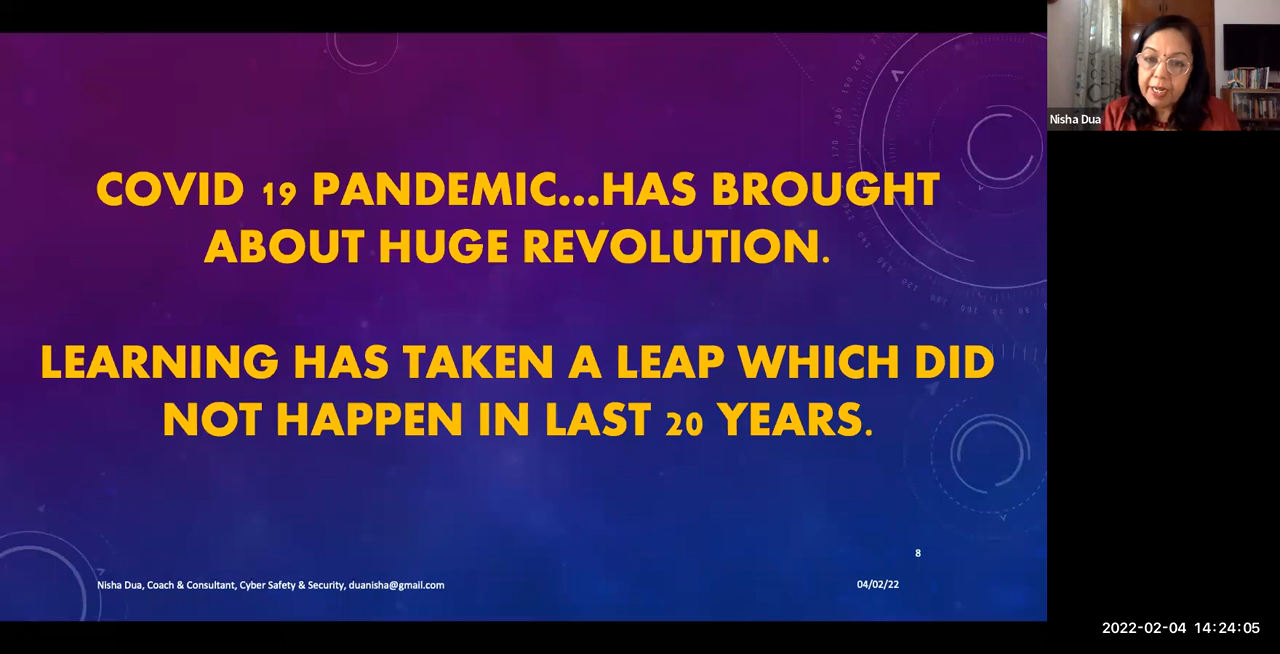 COVID 19 PANDEMIC...HAS BROUGHT
ABOUT HUGE REVOLUTION.
LEARNING HAS TAKEN A LEAP WHICH DID
NOT HAPPEN IN LAST 20 YEARS.
8
Nisha Dua, Coach & Consultant, Cyber Safety & Security, duanisha@gmail.com
04/02/22
Nisha Dua
2022-02-04 14:24:05